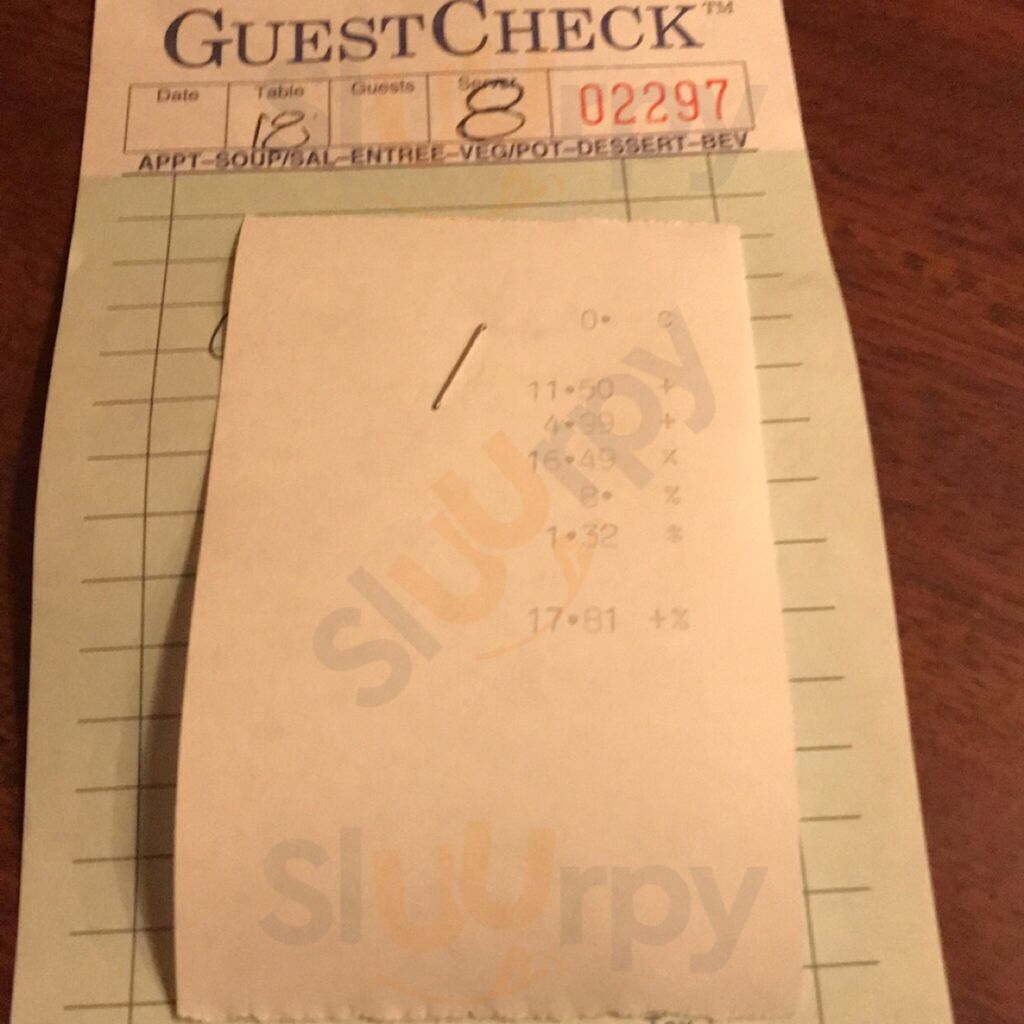 GUESTCHECK™
Date Table Guests Server 02297
18 8
APPT-SOUP/SAL-ENTREE-VEG/POT-DESSERT-BEV
0• C
11•50 +
4•99 +
16•49 ×
8• %
1•32 *
17•81 +%
Sluurpy
Sluurpy